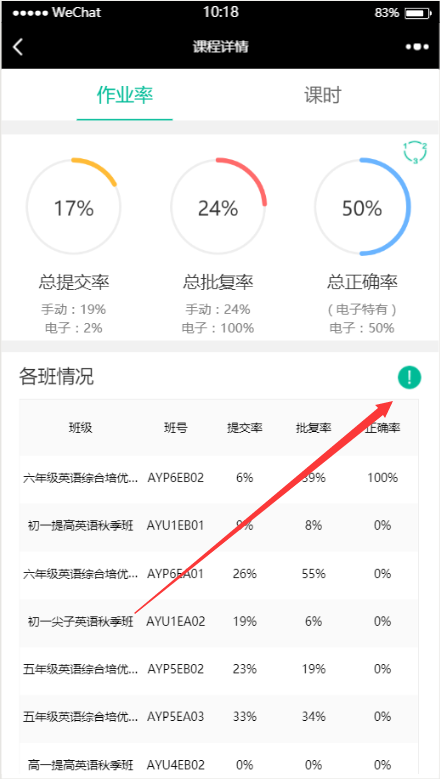 WeChat 10:18 83%
课程详情
作业率 课时
1 2 3
17% 24% 50%
总提交率 总批复率 总正确率
手动：19% 手动：24% （电子特有）
电子：2% 电子：100% 电子：50%
各班情况 !
班级 班号 提交率 批复率 正确率
六年级英语综合培优... AYP6EB02 6% 39% 100%
初一提高英语秋季班 AYU1EB01 9% 8% 0%
六年级英语综合培优... AYP6EA01 26% 55% 0%
初一尖子英语秋季班 AYU1EA02 19% 6% 0%
五年级英语综合培优... AYP5EB02 23% 19% 0%
五年级英语综合培优... AYP5EA03 33% 34% 0%
高一提高英语秋季班 AYU4EB02 0% 0% 0%